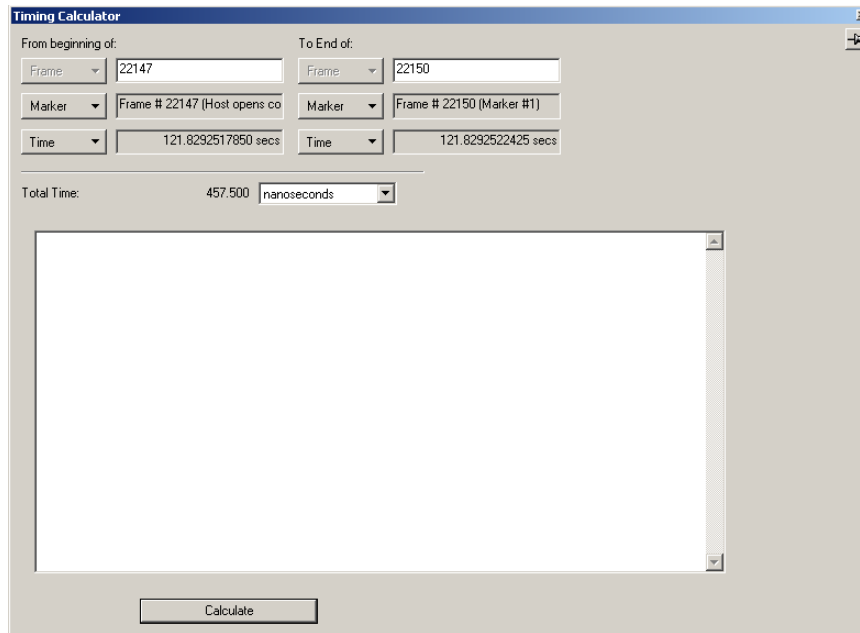 Timing Calculator
From beginning of: To End of:
Frame 22147 Frame 22150
Marker Frame # 22147 (Host opens co Marker Frame # 22150 (Marker #1)
Time 121.8292517850 secs Time 121.8292522425 secs
Total Time: 457.500 nanoseconds
Calculate